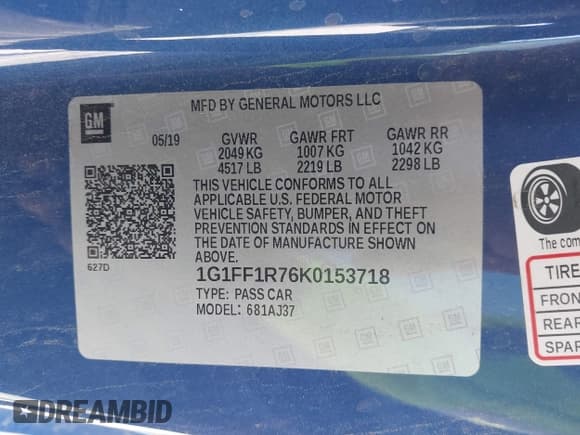 MFD BY GENERAL MOTORS LLC
GM
05/19 GVWR GAWR FRT GAWR RR
2049 KG 1007 KG 1042 KG
4517 LB 2219 LB 2298 LB
THIS VEHICLE CONFORMS TO ALL
APPLICABLE U.S. FEDERAL MOTOR
VEHICLE SAFETY, BUMPER, AND THEFT
PREVENTION STANDARDS IN EFFECT ON
THE DATE OF MANUFACTURE SHOWN
ABOVE.
627D
1G1FF1R76K0153718
TYPE: PASS CAR
MODEL: 681AJ37
The com
TIRE
FRON
REAR
SPAR
DREAMBID